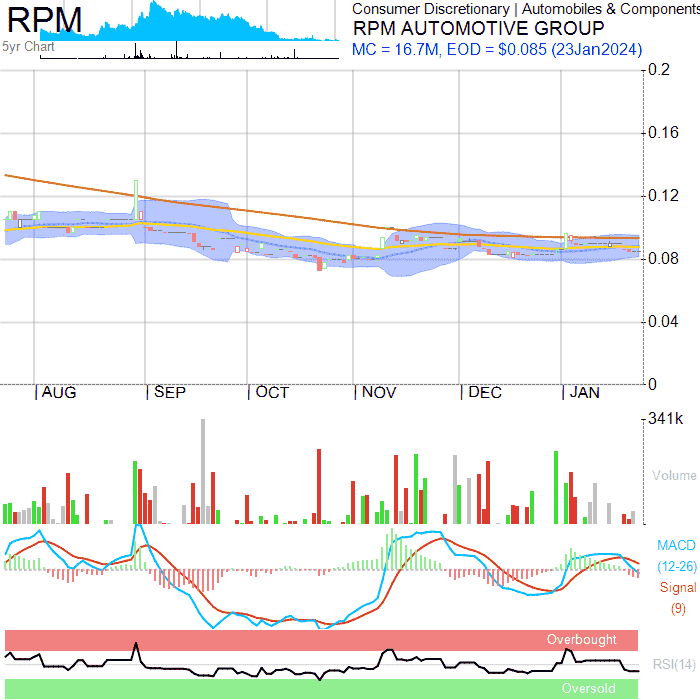 RPM
5yr Chart
Consumer Discretionary | Automobiles & Components
RPM AUTOMOTIVE GROUP
MC = 16.7M, EOD = $0.085 (23Jan2024)
0.2
0.16
0.12
0.08
0.04
0
AUG SEP OCT NOV DEC JAN
341k
Volume
MACD
(12-26)
Signal
(9)
Overbought
RSI(14)
Oversold